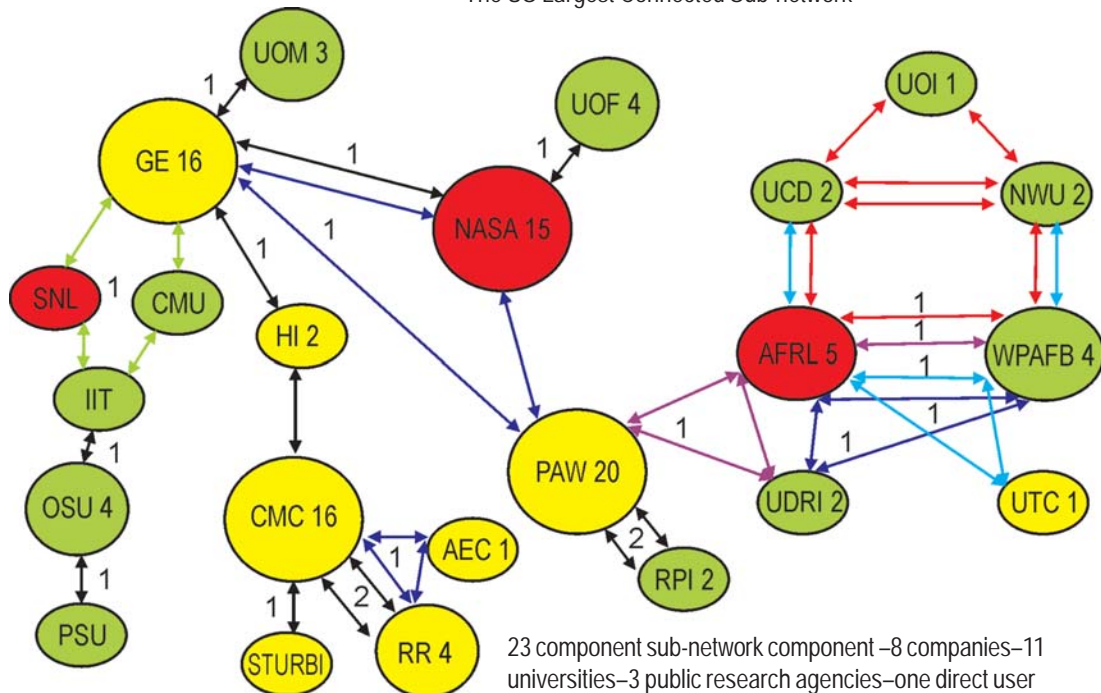 The US Largest Connected Sub-network
UOM 3
1
UOF 4
UOI 1
GE 16
1
1
UCD 2
NWU 2
NASA 15
1
1
SNL
1
CMU
HI 2
1
AFRL 5
1
WPAFB 4
1
IIT
1
1
1
PAW 20
1
OSU 4
UDRI 2
UTC 1
CMC 16
AEC 1
1
2
RPI 2
1
2
1
PSU
STURBI
RR 4
23 component sub-network component –8 companies–11
universities–3 public research agencies–one direct user